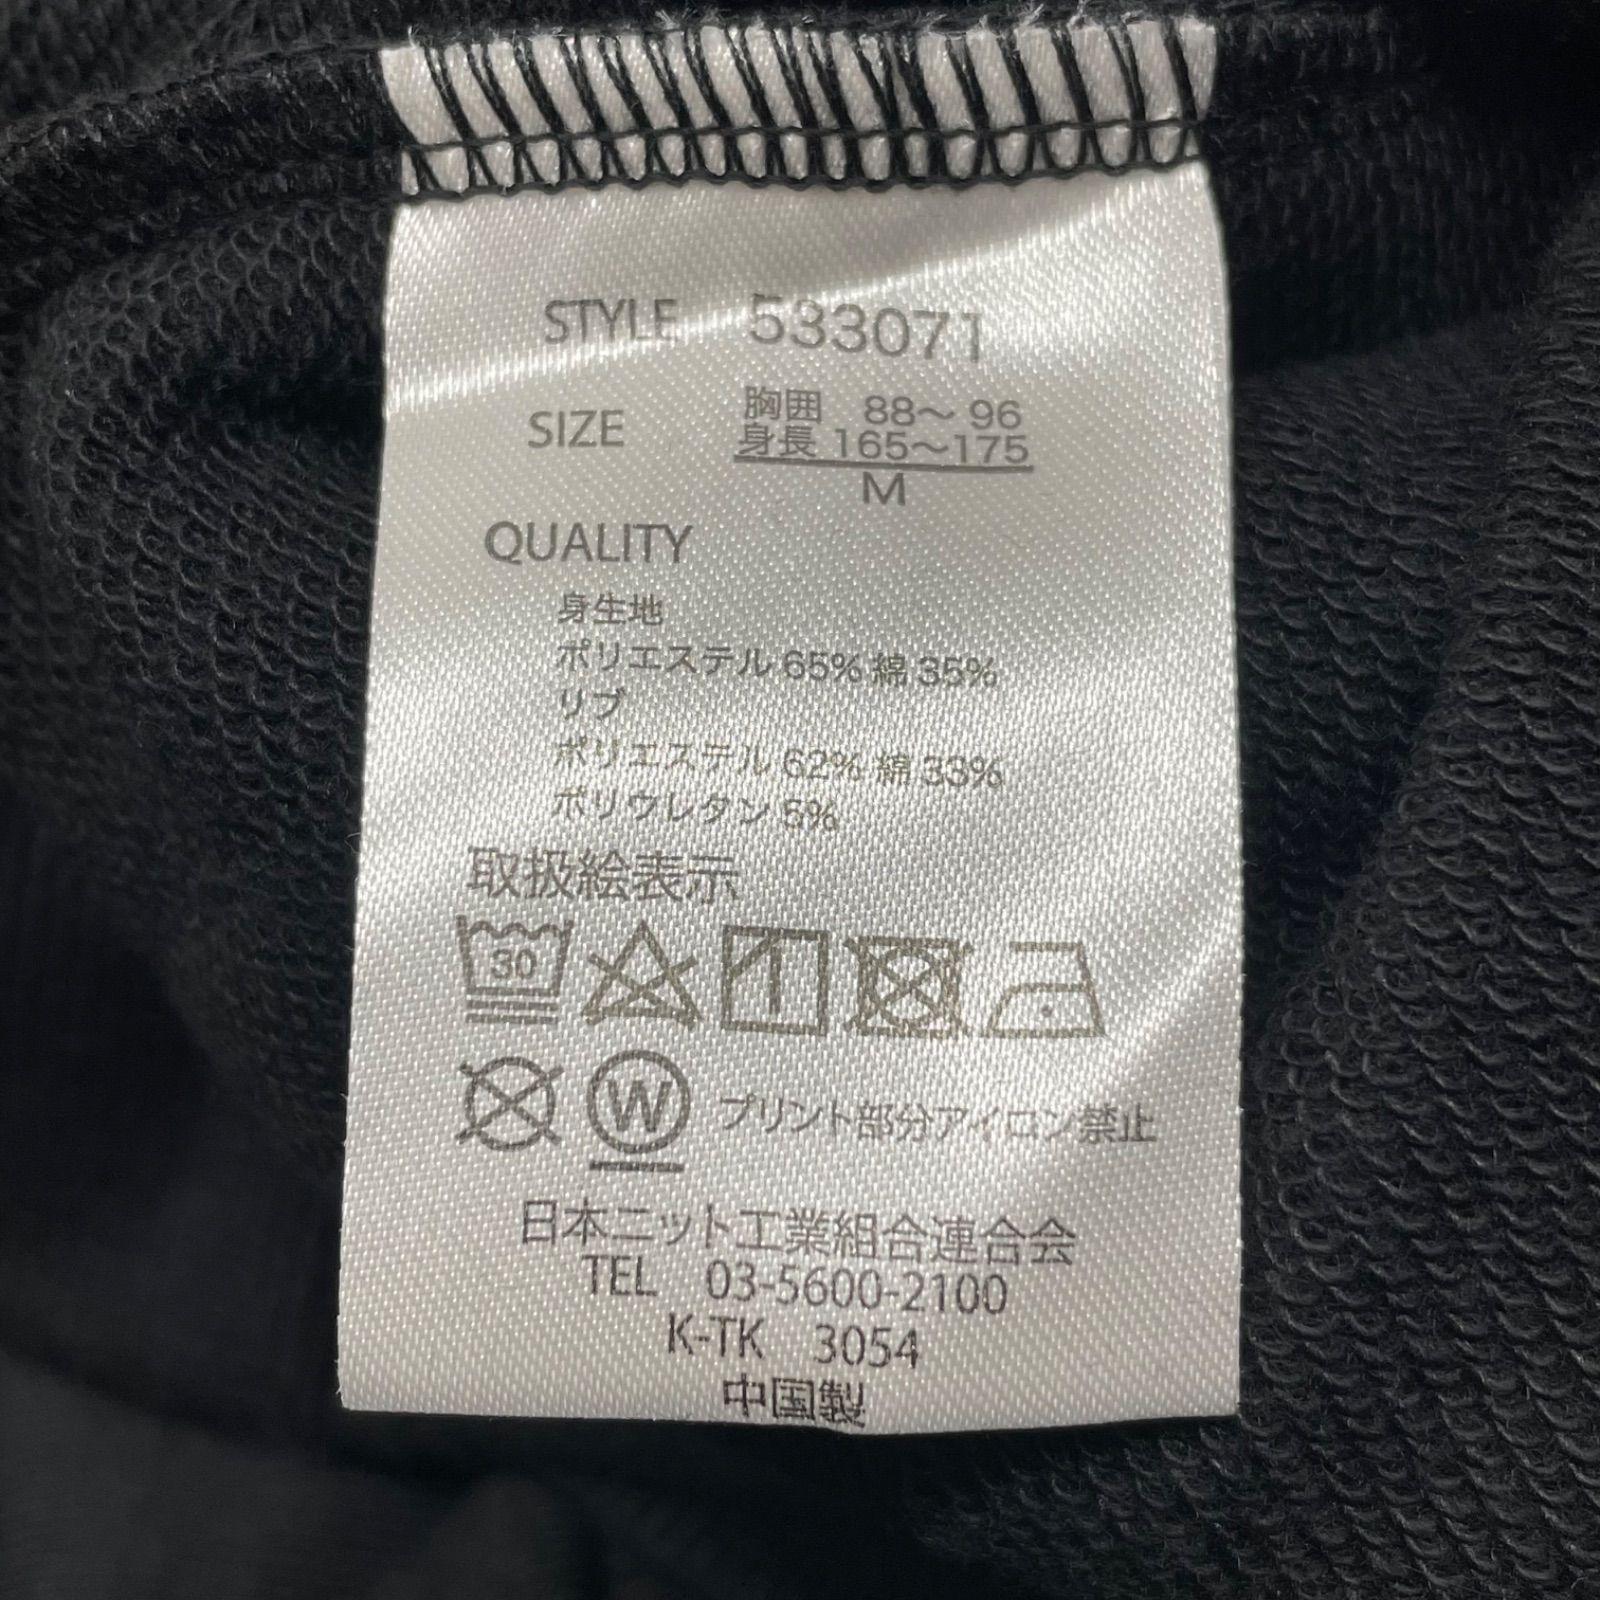 STYLE 533071
SIZE 胸囲 88〜96
身長 165〜175
M
QUALITY
身生地
ポリエステル 65% 綿 35%
リブ
ポリエステル 62% 綿 33%
ポリウレタン 5%
取扱絵表示
30
W プリント部分アイロン禁止
日本ニット工業組合連合会
TEL 03-5600-2100
K-TK 3054
中国製